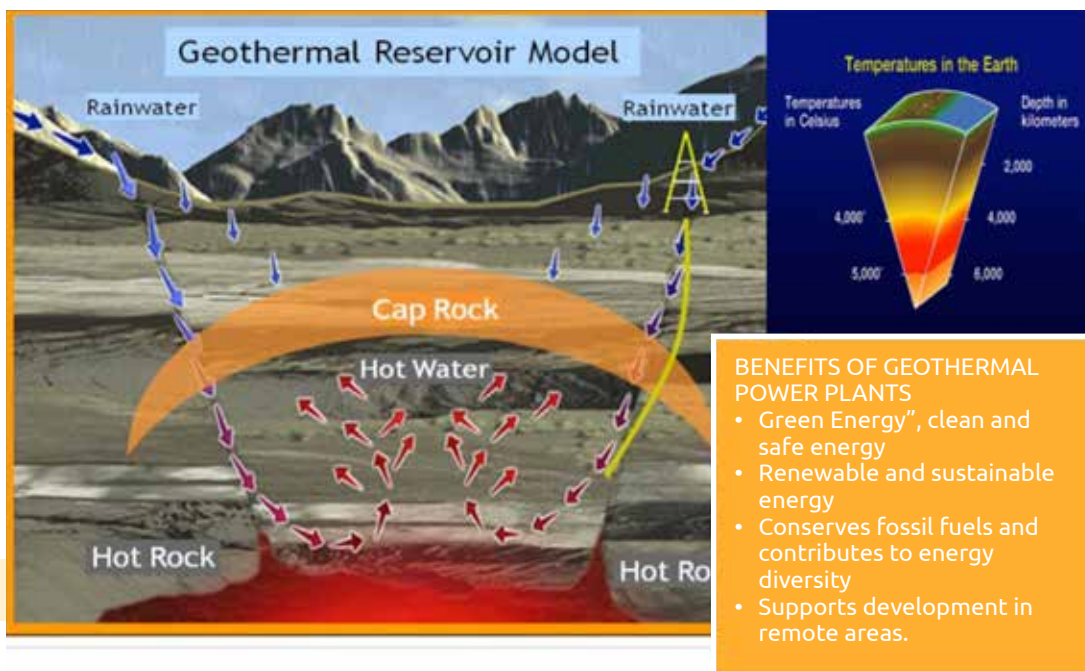 Geothermal Reservoir Model
Rainwater
Rainwater
Cap Rock
Hot Water
Hot Rock
Hot Ro
Temperatures in the Earth
Temperatures
in Celsius
Depth in
kilometers
2,000
4,000°
4,000
5,000°
6,000
BENEFITS OF GEOTHERMAL
POWER PLANTS
• Green Energy”, clean and
safe energy
• Renewable and sustainable
energy
• Conserves fossil fuels and
contributes to energy
diversity
• Supports development in
remote areas.